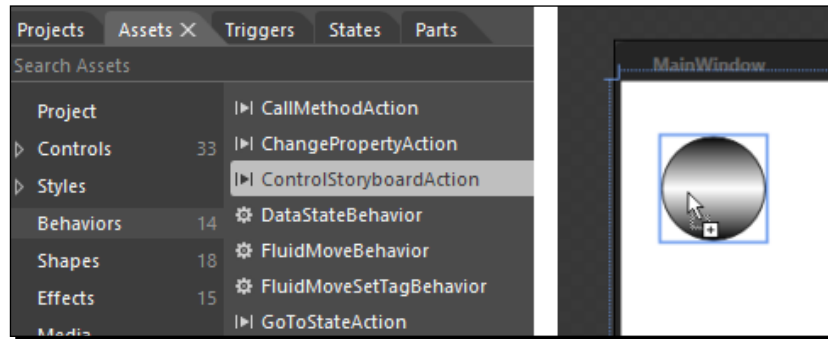 Projects Assets X Triggers States Parts
Search Assets
Project
Controls 33
Styles
Behaviors 14
Shapes 18
Effects 15
Media
CallMethodAction
ChangePropertyAction
ControlStoryboardAction
DataStateBehavior
FluidMoveBehavior
FluidMoveSetTagBehavior
GoToStateAction
MainWindow